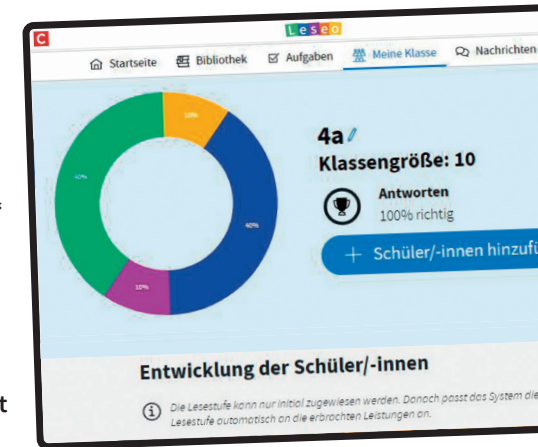 C
Leseo
Startseite Bibliothek Aufgaben Meine Klasse Nachrichten
10%
40%
40%
10%
4a
Klassengröße: 10
Antworten
100% richtig
+ Schüler/-innen hinzufü
Entwicklung der Schüler/-innen
Die Lesestufe kann nur initial zugewiesen werden. Danach passt das System die
Lesestufe automatisch an die erbrachten Leistungen an.
t